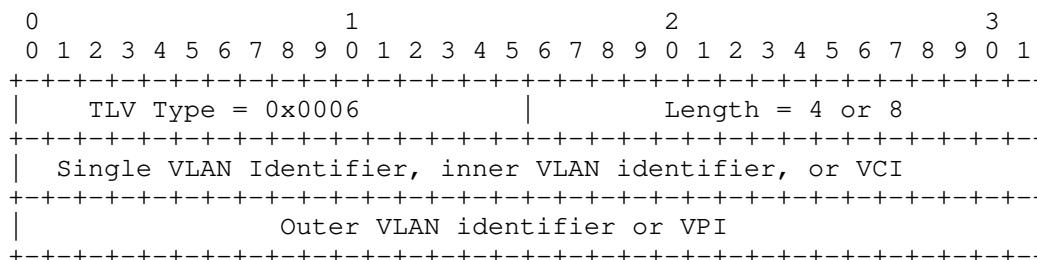 0                   1                   2                   3
0 1 2 3 4 5 6 7 8 9 0 1 2 3 4 5 6 7 8 9 0 1 2 3 4 5 6 7 8 9 0 1
+-+-+-+-+-+-+-+-+-+-+-+-+-+-+-+-+-+-+-+-+-+-+-+-+-+-+-+-+-+-+-+--
|    TLV Type = 0x0006          |        Length = 4 or 8
+-+-+-+-+-+-+-+-+-+-+-+-+-+-+-+-+-+-+-+-+-+-+-+-+-+-+-+-+-+-+-+--
|  Single VLAN Identifier, inner VLAN identifier, or VCI
+-+-+-+-+-+-+-+-+-+-+-+-+-+-+-+-+-+-+-+-+-+-+-+-+-+-+-+-+-+-+-+--
|                Outer VLAN identifier or VPI
+-+-+-+-+-+-+-+-+-+-+-+-+-+-+-+-+-+-+-+-+-+-+-+-+-+-+-+-+-+-+-+--